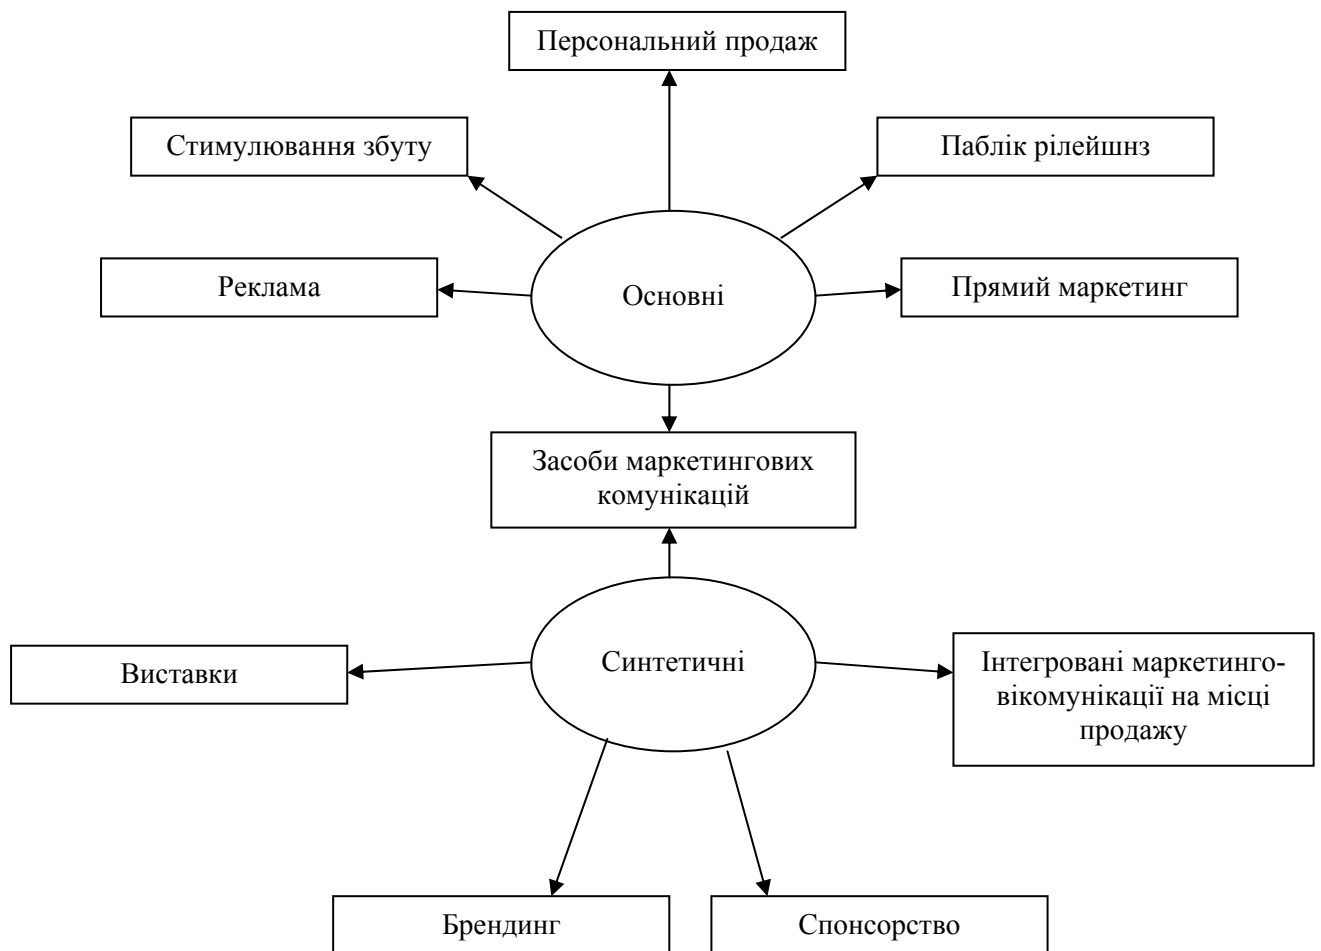 Персональний продаж
Стимулювання збуту
Паблік рілейшнз
Реклама
Основні
Прямий маркетинг
Засоби маркетингових
комунікацій
Виставки
Синтетичні
Інтегровані маркетинго-
вікомунікації на місці
продажу
Брендинг
Спонсорство